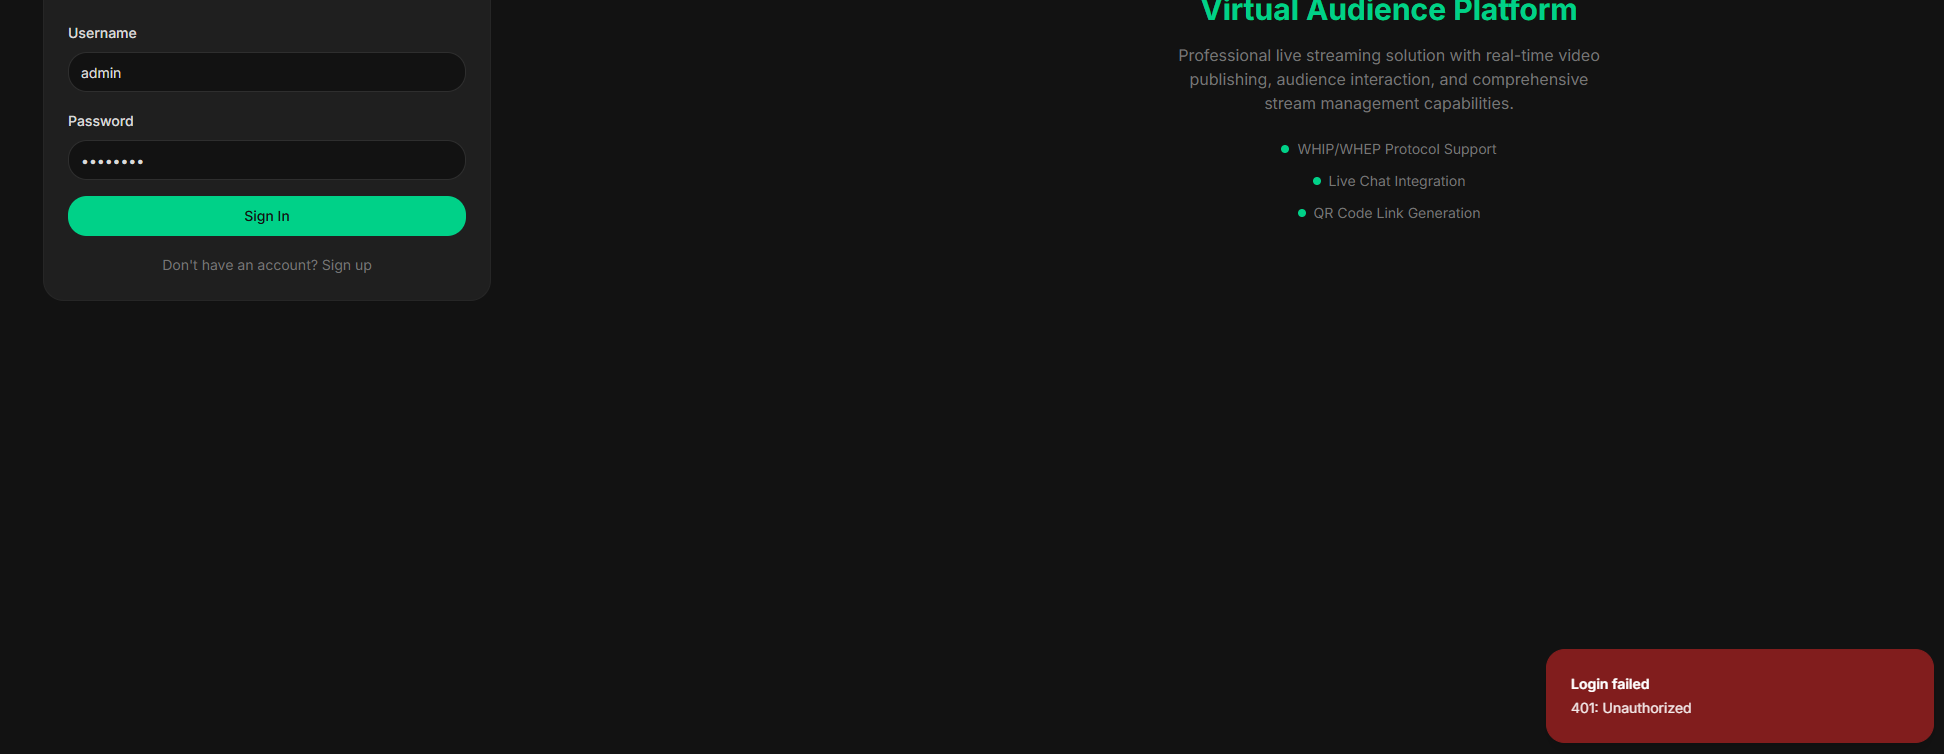 Username
admin
Password
••••••••
Sign In
Don't have an account? Sign up
Virtual Audience Platform
Professional live streaming solution with real-time video
publishing, audience interaction, and comprehensive
stream management capabilities.
WHIP/WHEP Protocol Support
Live Chat Integration
QR Code Link Generation
Login failed
401: Unauthorized